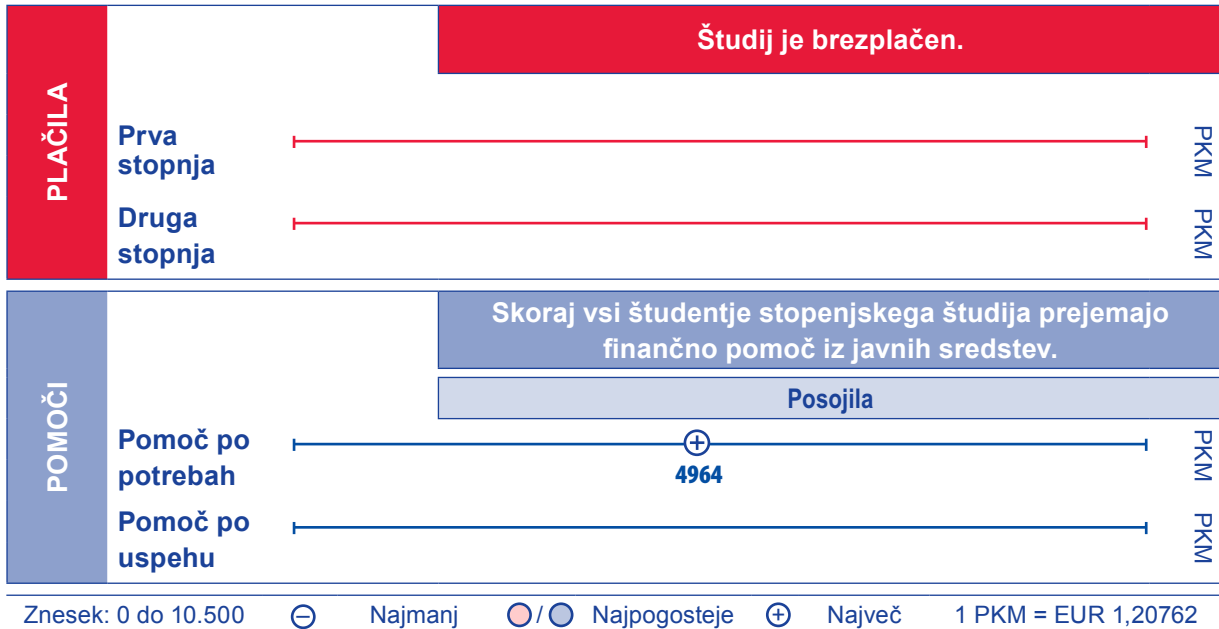 PLAČILA
Študij je brezplačen.
Prva
stopnja
PKM
Druga
stopnja
PKM
POMOČI
Skoraj vsi študentje stopenjskega študija prejemajo
finančno pomoč iz javnih sredstev.
Posojila
Pomoč po
potrebah
4964
PKM
Pomoč po
uspehu
PKM
Znesek: 0 do 10.500 Najmanj / Najpogosteje Največ 1 PKM = EUR 1,20762